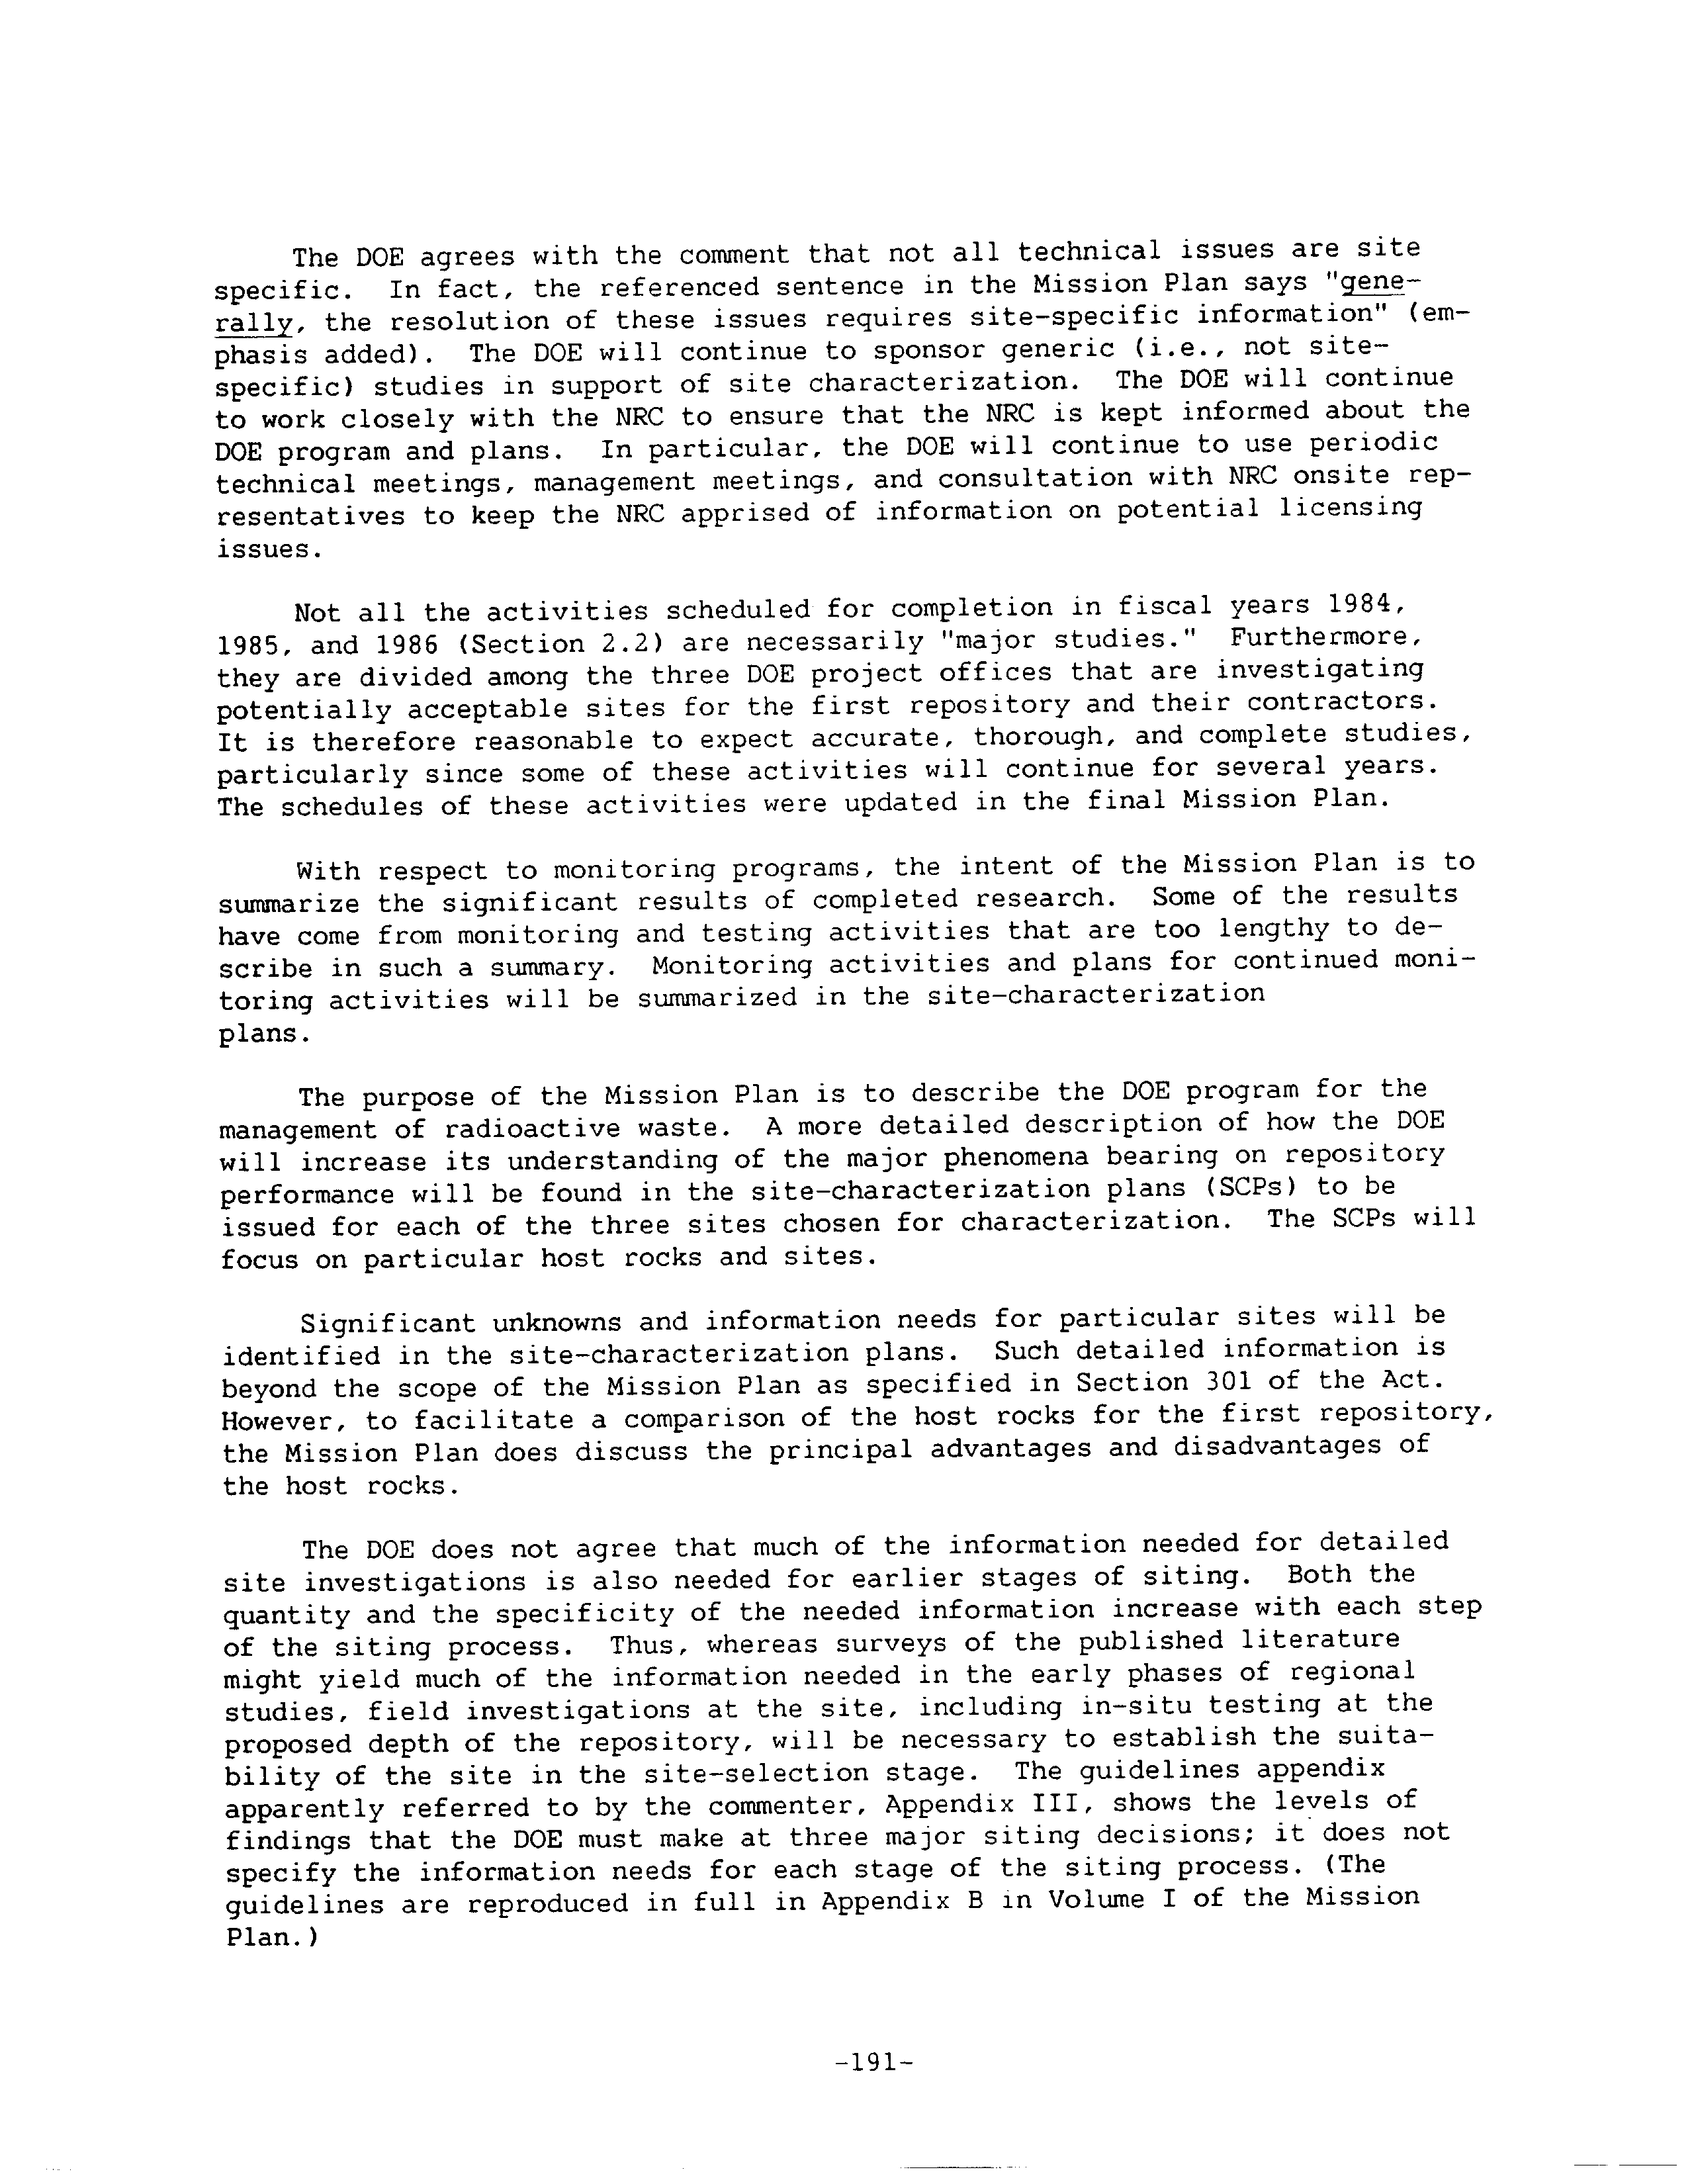 The DOE agrees with the comment that not all technical issues are site
specific. In fact, the referenced sentence in the Mission Plan says "gene-
rally, the resolution of these issues requires site-specific information" (em-
phasis added). The DOE will continue to sponsor generic (i.e., not site-
specific) studies in support of site characterization. The DOE will continue
to work closely with the NRC to ensure that the NRC is kept informed about the
DOE program and plans. In particular, the DOE will continue to use periodic
technical meetings, management meetings, and consultation with NRC onsite rep-
resentatives to keep the NRC apprised of information on potential licensing
issues.
Not all the activities scheduled for completion in fiscal years 1984,
1985, and 1986 (Section 2.2) are necessarily "major studies." Furthermore,
they are divided among the three DOE project offices that are investigating
potentially acceptable sites for the first repository and their contractors.
It is therefore reasonable to expect accurate, thorough, and complete studies,
particularly since some of these activities will continue for several years.
The schedules of these activities were updated in the final Mission Plan.
With respect to monitoring programs, the intent of the Mission Plan is to
summarize the significant results of completed research. Some of the results
have come from monitoring and testing activities that are too lengthy to de-
scribe in such a summary. Monitoring activities and plans for continued moni-
toring activities will be summarized in the site-characterization
plans.
The purpose of the Mission Plan is to describe the DOE program for the
management of radioactive waste. A more detailed description of how the DOE
will increase its understanding of the major phenomena bearing on repository
performance will be found in the site-characterization plans (SCPs) to be
issued for each of the three sites chosen for characterization. The SCPs will
focus on particular host rocks and sites.
Significant unknowns and information needs for particular sites will be
identified in the site-characterization plans. Such detailed information is
beyond the scope of the Mission Plan as specified in Section 301 of the Act.
However, to facilitate a comparison of the host rocks for the first repository,
the Mission Plan does discuss the principal advantages and disadvantages of
the host rocks.
The DOE does not agree that much of the information needed for detailed
site investigations is also needed for earlier stages of siting. Both the
quantity and the specificity of the needed information increase with each step
of the siting process. Thus, whereas surveys of the published literature
might yield much of the information needed in the early phases of regional
studies, field investigations at the site, including in-situ testing at the
proposed depth of the repository, will be necessary to establish the suita-
bility of the site in the site-selection stage. The guidelines appendix
apparently referred to by the commenter, Appendix III, shows the levels of
findings that the DOE must make at three major siting decisions; it does not
specify the information needs for each stage of the siting process. (The
guidelines are reproduced in full in Appendix B in Volume I of the Mission
Plan.)
-191-